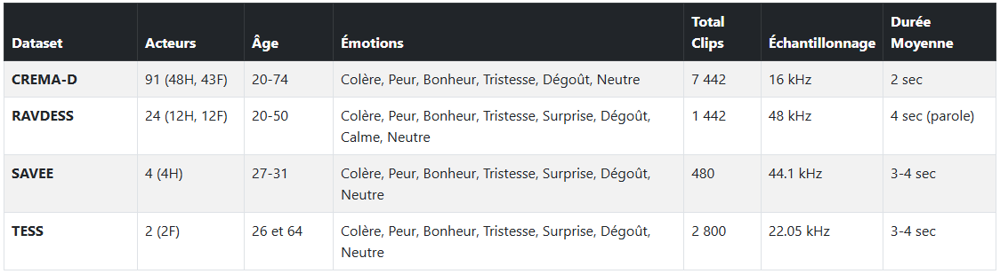 Dataset Acteurs Âge Émotions Total Clips Échantillonnage Durée Moyenne
CREMA-D 91 (48H, 43F) 20-74 Colère, Peur, Bonheur, Tristesse, Dégoût, Neutre 7 442 16 kHz 2 sec
RAVDESS 24 (12H, 12F) 20-50 Colère, Peur, Bonheur, Tristesse, Surprise, Dégoût, 1 442 48 kHz 4 sec (parole)
Calme, Neutre
SAVEE 4 (4H) 27-31 Colère, Peur, Bonheur, Tristesse, Surprise, Dégoût, 480 44.1 kHz 3-4 sec
Neutre
TESS 2 (2F) 26 et 64 Colère, Peur, Bonheur, Tristesse, Surprise, Dégoût, 2 800 22.05 kHz 3-4 sec
Neutre